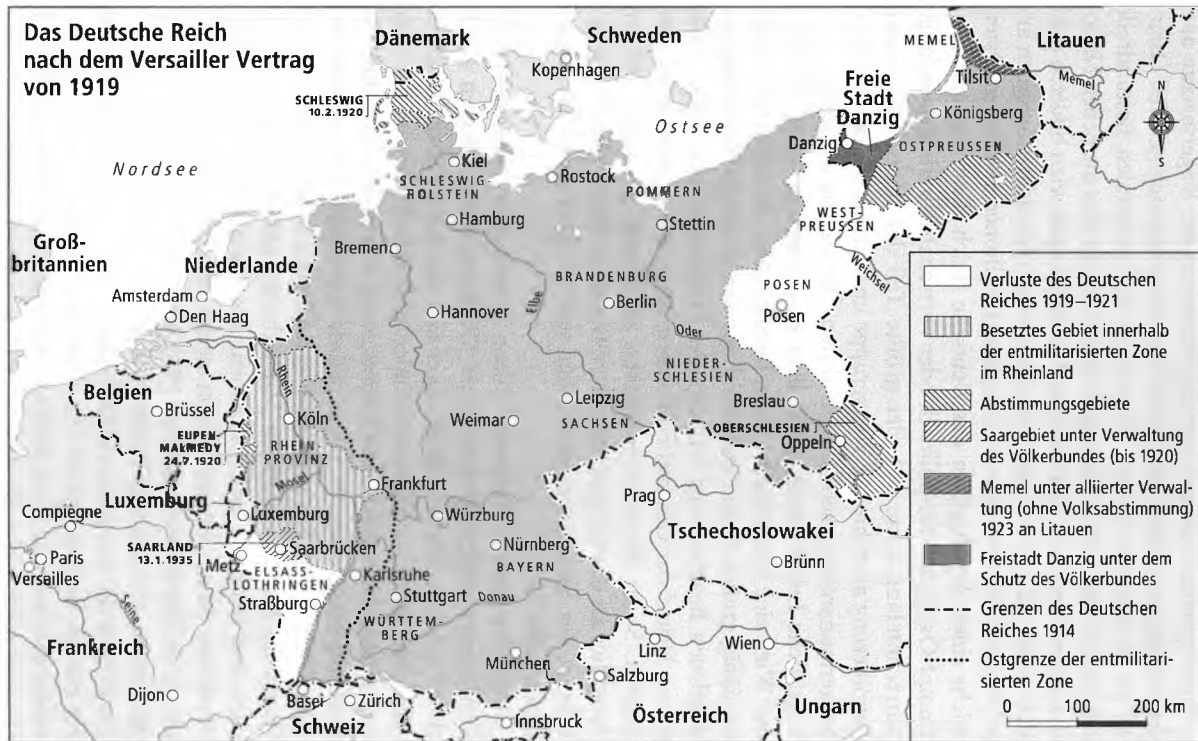 Das Deutsche Reich
nach dem Versailler Vertrag
von 1919
Dänemark
Schweden
Kopenhagen
MEMEL
Litauen
Tilsit
Memel
Freie
Stadt
Danzig
Königsberg
N
S
SCHLESWIG
10.2.1920
Ostsee
Danzig
OSTPREUSSEN
Nordsee
Kiel
SCHLESWIG-
HOLSTEIN
Rostock
POMMERN
Hamburg
Stettin
WEST-
PREUSSEN
Weichsel
Groß-
britannien
Bremen
Niederlande
BRANDENBURG
POSEN
Amsterdam
Den Haag
Hannover
Elbe
Berlin
Posen
Oder
Rhein
NIEDER-
SCHLESIEN
Belgien
Brüssel
Köln
Weimar
Leipzig
SACHSEN
Breslau
OBERSCHLESIEN
Oppeln
EUPEN
MALMEDY
24.7.1920
RHEIN-
PROVINZ
Mosel
Frankfurt
Prag
Luxemburg
Luxemburg
Compiègne
Würzburg
Tschechoslowakei
SAARLAND
13.1.1935
Saarbrücken
Nürnberg
BAYERN
Paris
Versailles
Metz
Brünn
ELSASS-
LOTHRINGEN
Karlsruhe
Straßburg
Stuttgart
Donau
Seine
WÜRTTEM-
BERG
Frankreich
Linz
Wien
München
Salzburg
Dijon
Basel
Zürich
Schweiz
Innsbruck
Österreich
Ungarn
Verluste des Deutschen
Reiches 1919–1921
Besetztes Gebiet innerhalb
der entmilitarisierten Zone
im Rheinland
Abstimmungsgebiete
Saargebiet unter Verwaltung
des Völkerbundes (bis 1920)
Memel unter alliierter Verwal-
tung (ohne Volksabstimmung)
1923 an Litauen
Freistadt Danzig unter dem
Schutz des Völkerbundes
Grenzen des Deutschen
Reiches 1914
Ostgrenze der entmilitari-
sierten Zone
0 100 200 km